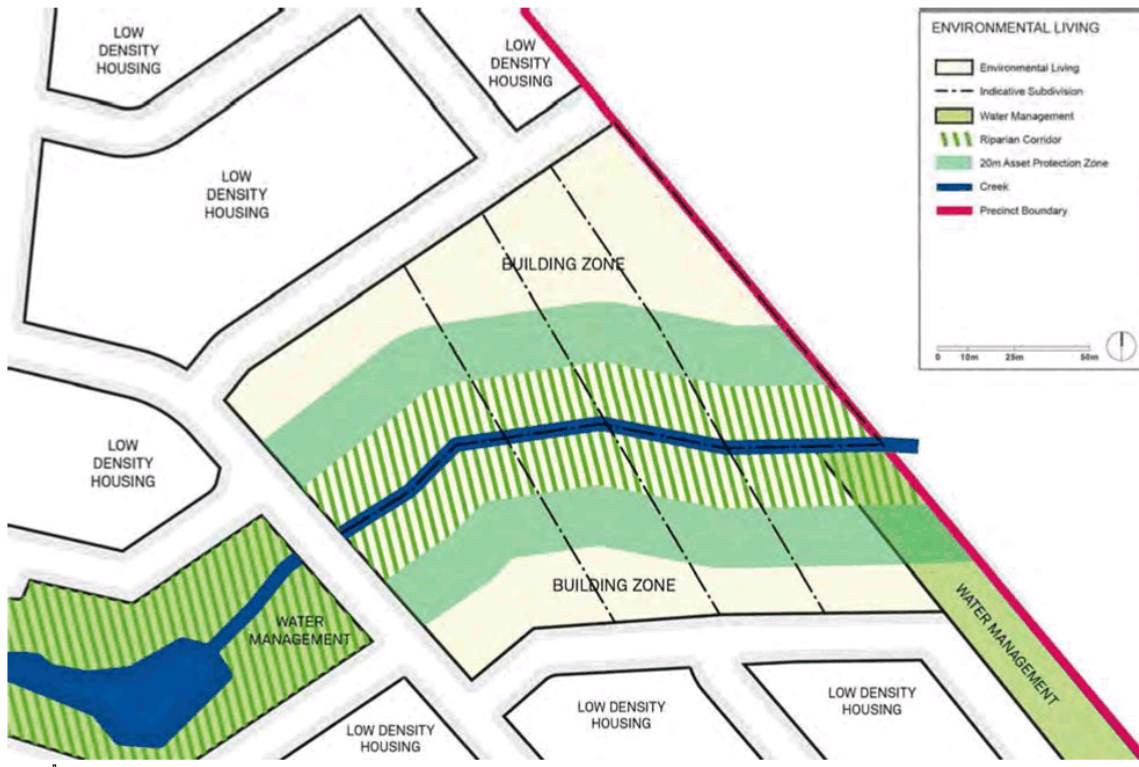 LOW
DENSITY
HOUSING
LOW
DENSITY
HOUSING
LOW
DENSITY
HOUSING
BUILDING ZONE
LOW
DENSITY
HOUSING
WATER
MANAGEMENT
BUILDING ZONE
WATER MANAGEMENT
LOW DENSITY
HOUSING
LOW DENSITY
HOUSING
LOW DENSITY
HOUSING
ENVIRONMENTAL LIVING
Environmental Living
Indicative Subdivision
Water Management
Riparian Corridor
20m Asset Protection Zone
Creek
Precinct Boundary
0 10m 25m 50m